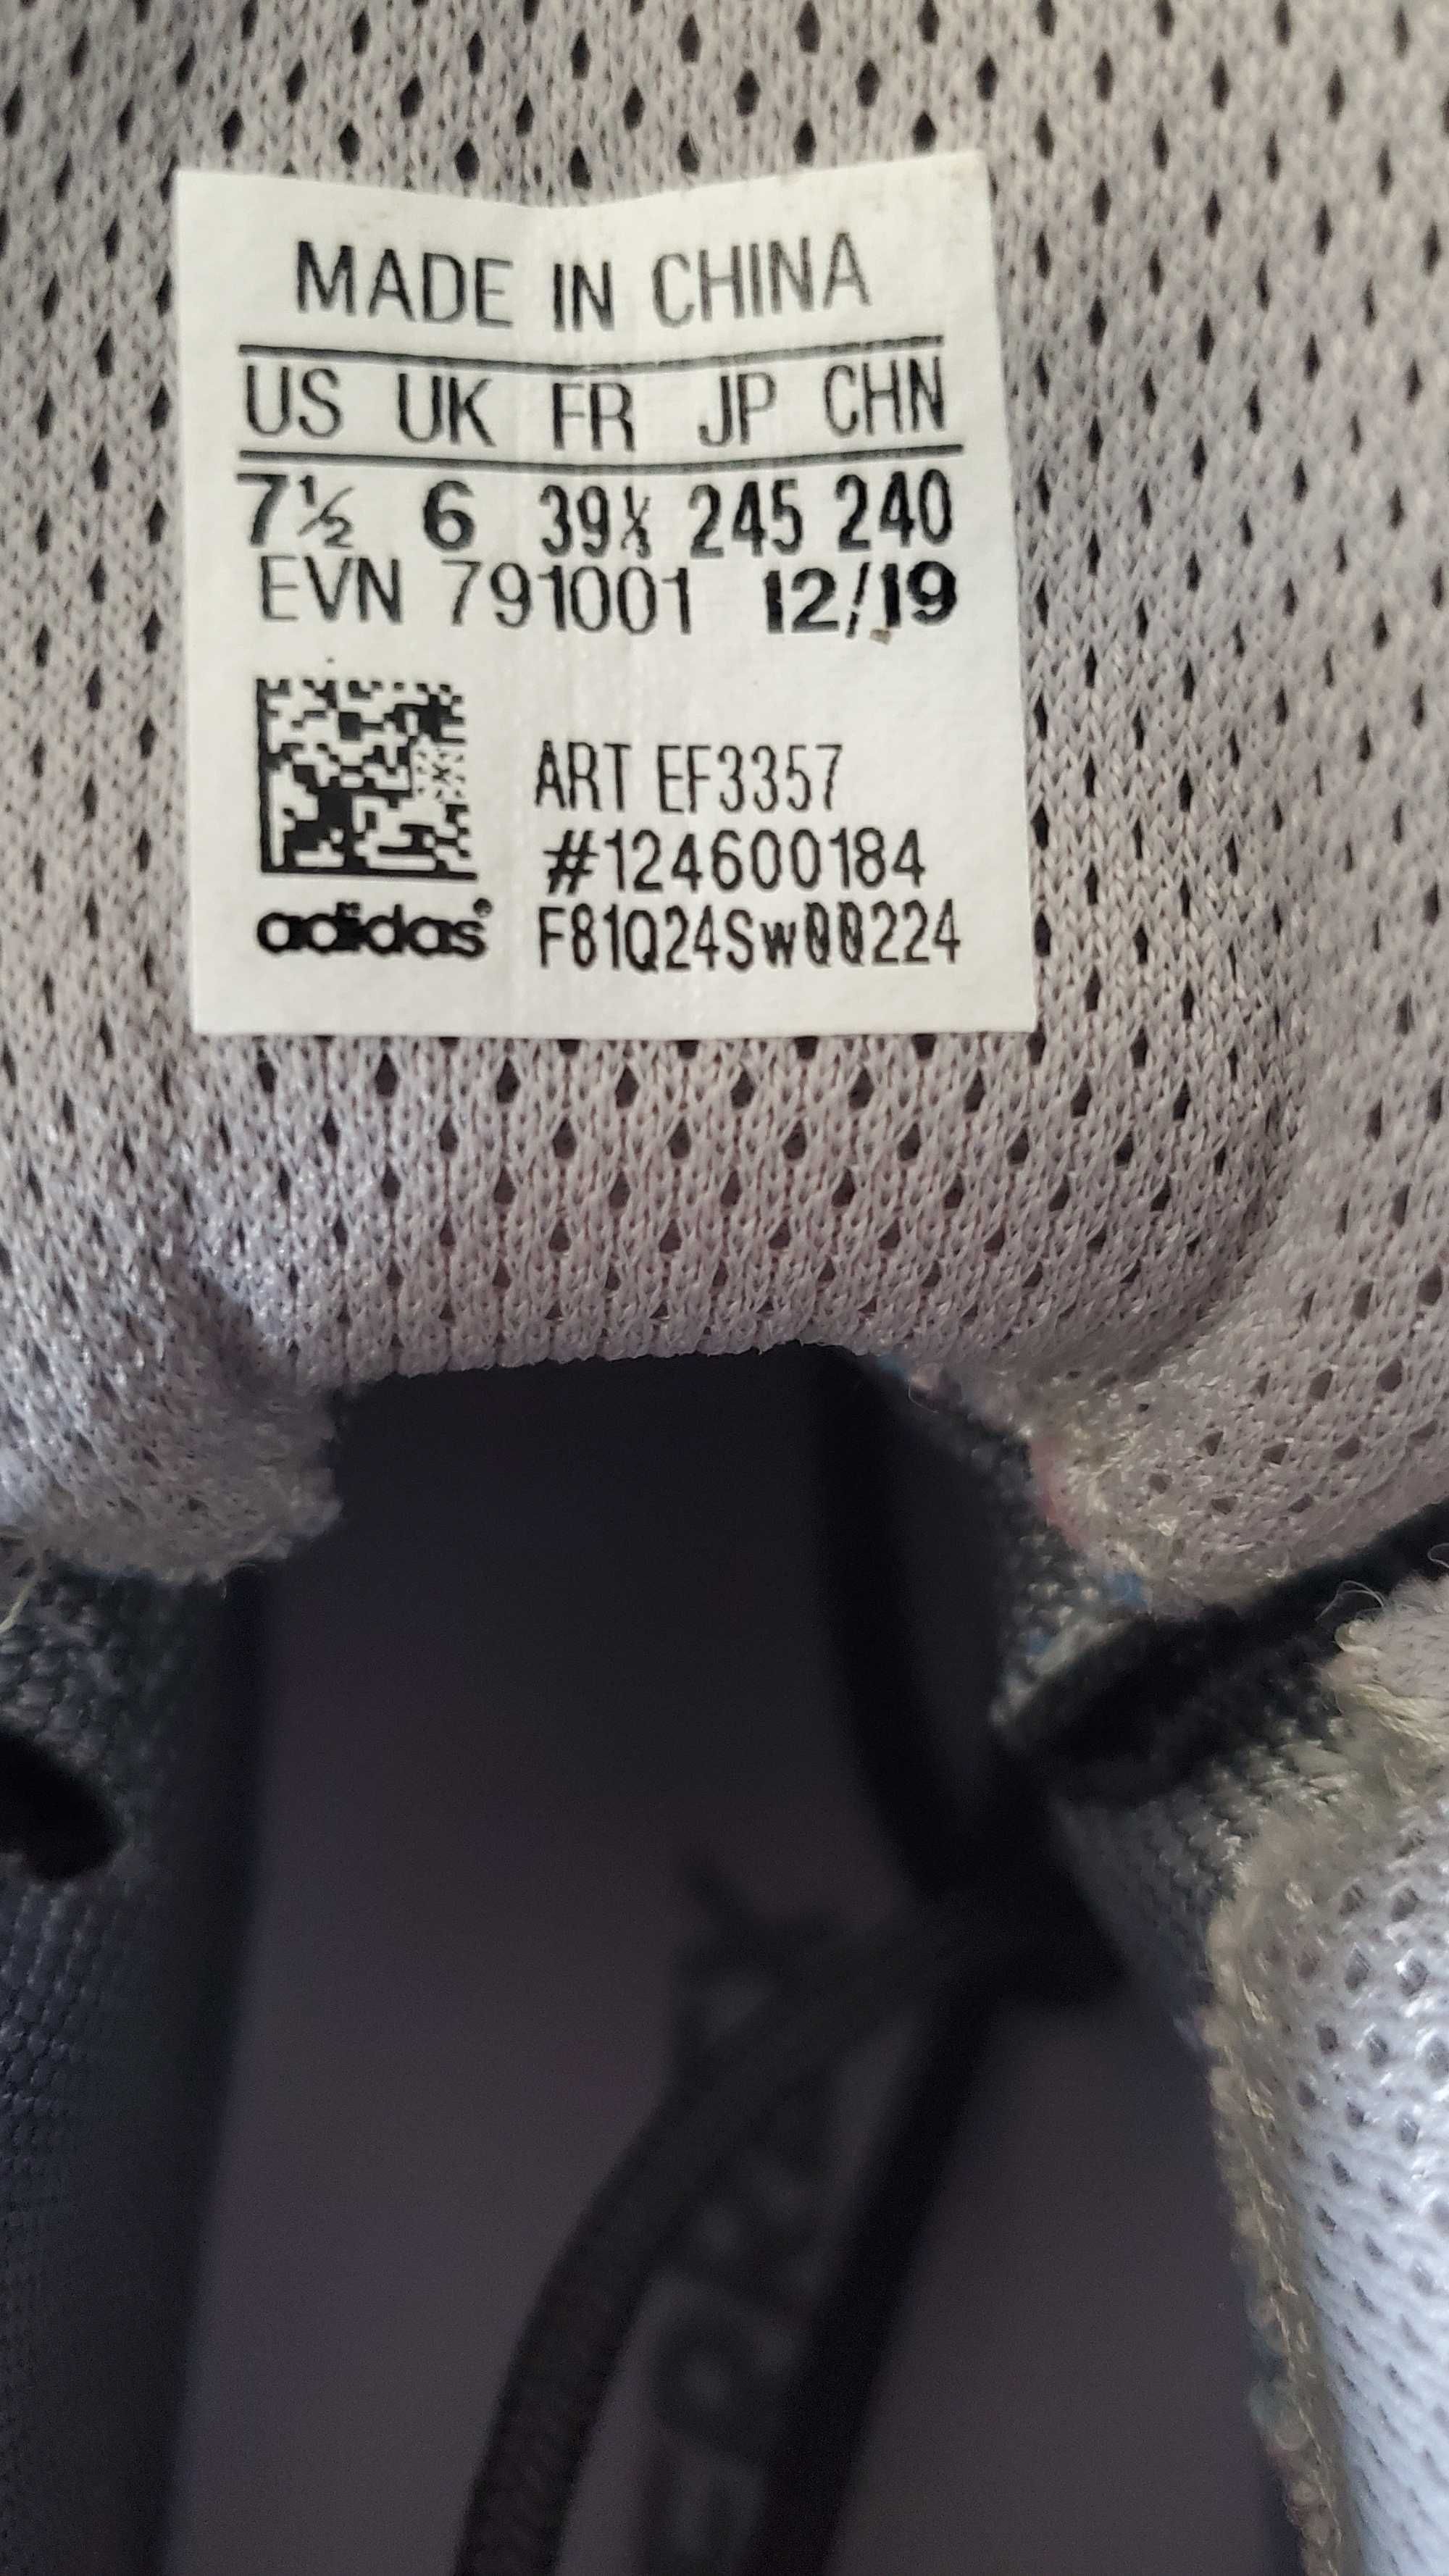 MADE IN CHINA
US UK FR JP CHN
7½ 6 39⅓ 245 240
EVN 791001 12/19
ART EF3357
#124600184
adidas® F81Q24Sw00224